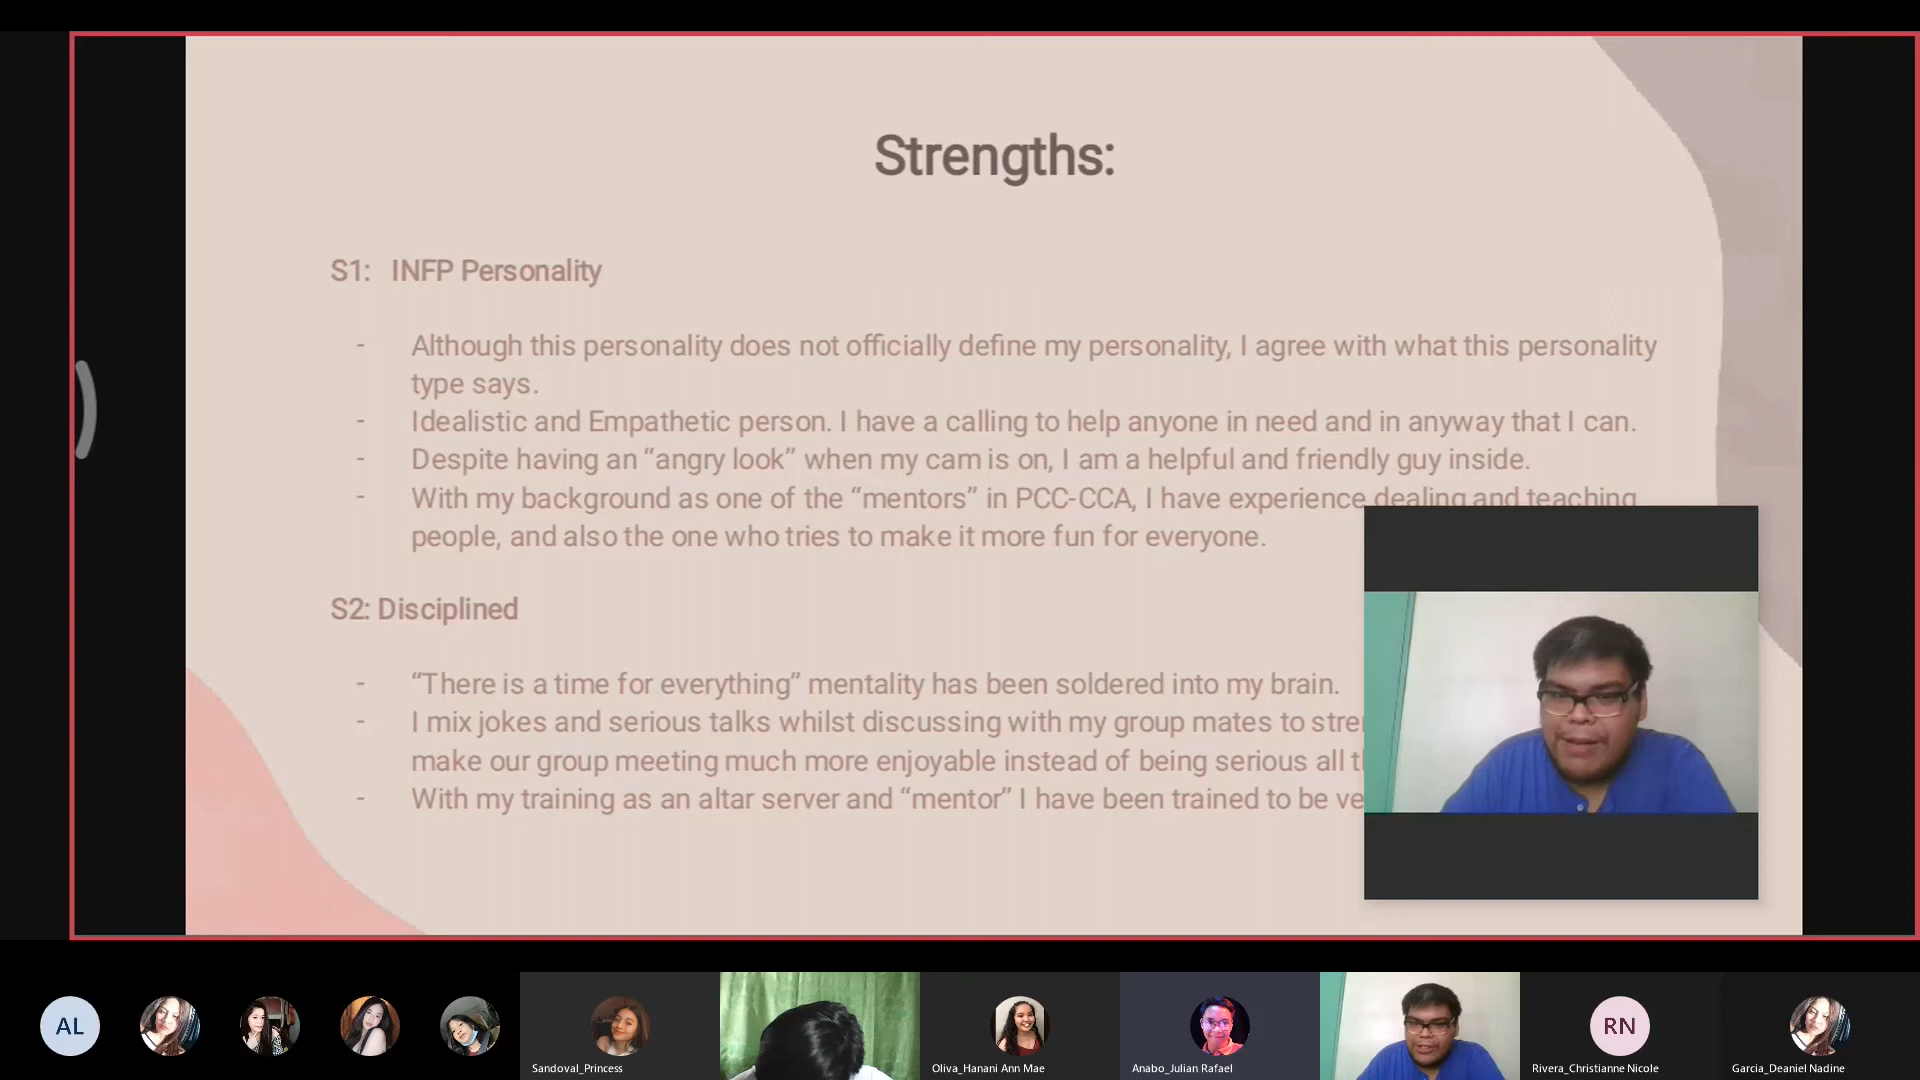 Strengths:
S1: INFP Personality
- Although this personality does not officially define my personality, I agree with what this personality
type says.
- Idealistic and Empathetic person. I have a calling to help anyone in need and in anyway that I can.
- Despite having an “angry look” when my cam is on, I am a helpful and friendly guy inside.
- With my background as one of the “mentors” in PCC-CCA, I have experience dealing and teaching
people, and also the one who tries to make it more fun for everyone.
S2: Disciplined
- “There is a time for everything” mentality has been soldered into my brain.
- I mix jokes and serious talks whilst discussing with my group mates to
make our group meeting much more enjoyable instead of being serious all
- With my training as an altar server and “mentor” I have been trained to be
AL
RN
Sandoval_Princess
Oliva_Hanani Ann Mae
Anabo_Julian Rafael
Rivera_Christianne Nicole
Garcia_Deaniel Nadine